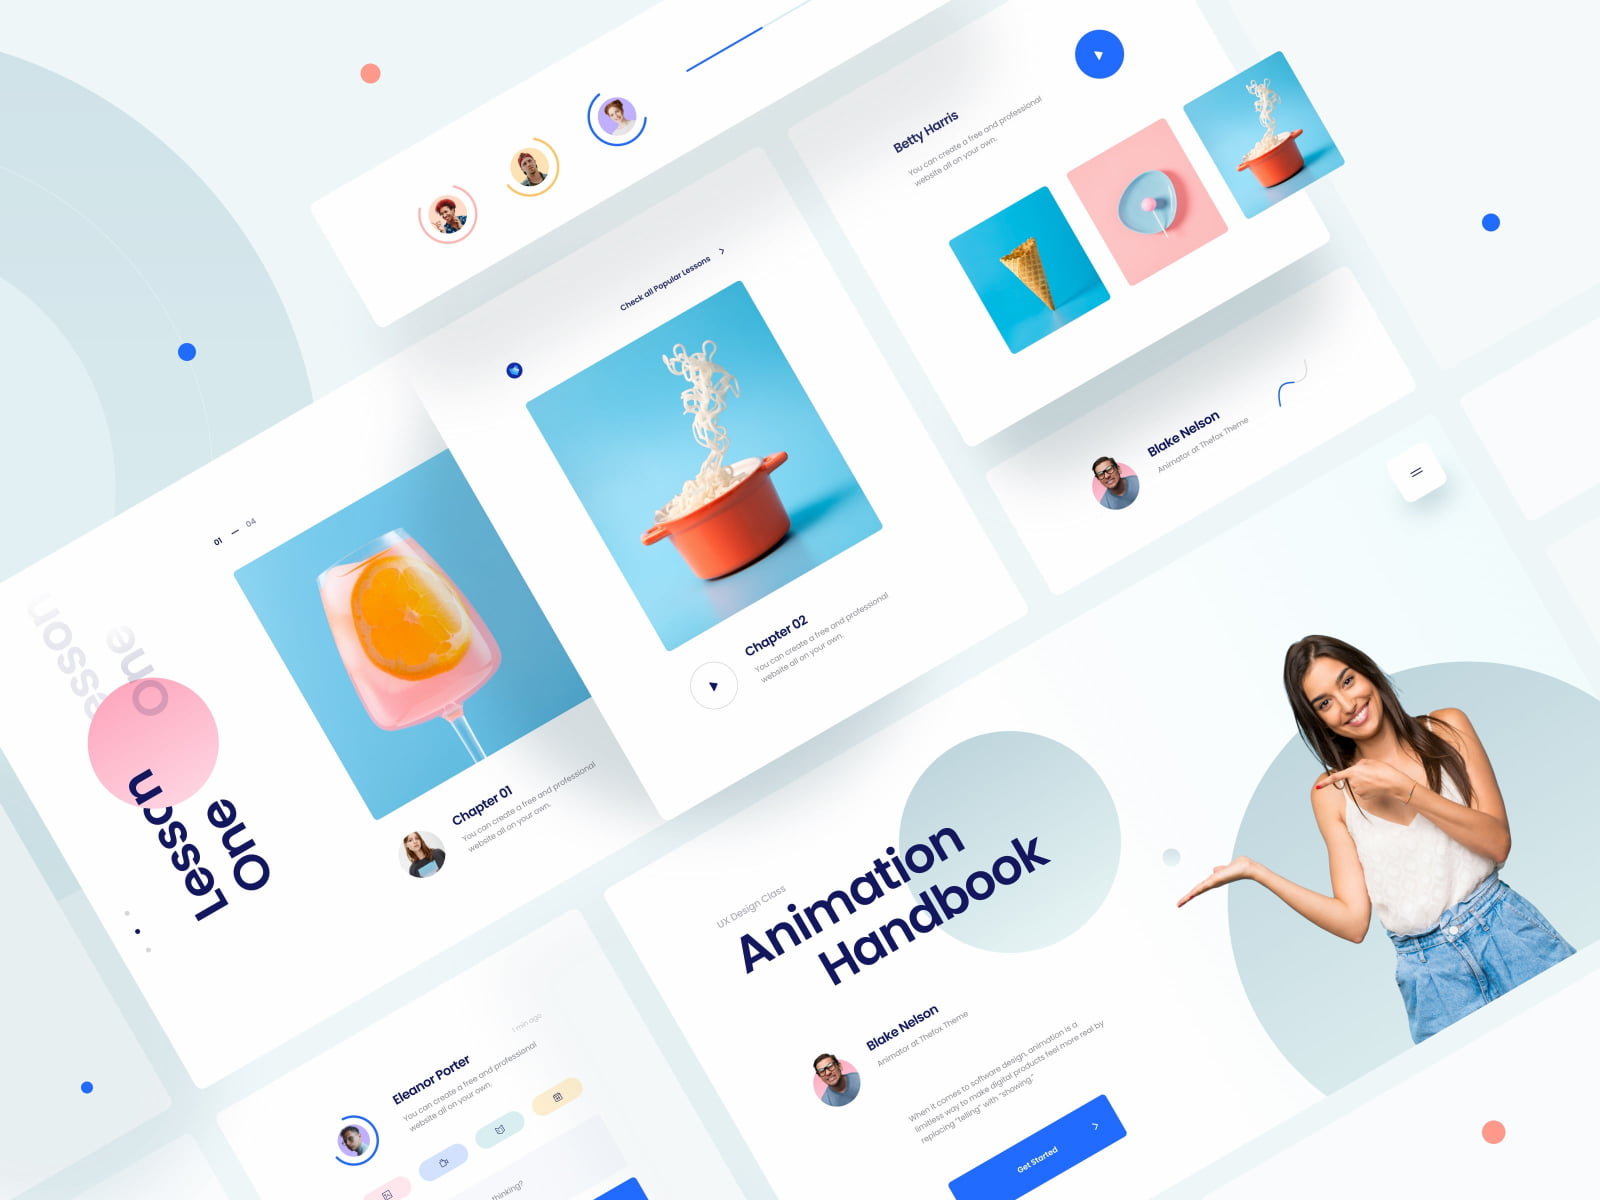 Betty Harris
You can create a free and professional
website all on your own.
Check all Popular Lessons
Blake Nelson
Animator at Thefox Theme
01 — 04
Lesson
One
Lesson
One
Chapter 02
You can create a free and professional
website all on your own.
Chapter 01
You can create a free and professional
website all on your own.
UX Design Class
Animation
Handbook
Blake Nelson
Animator at Thefox Theme
When it comes to software design, animation is a
limitless way to make digital products feel more real by
replacing "telling" with "showing."
Get Started
1 min ago
Eleanor Porter
You can create a free and professional
website all on your own.
thinking?